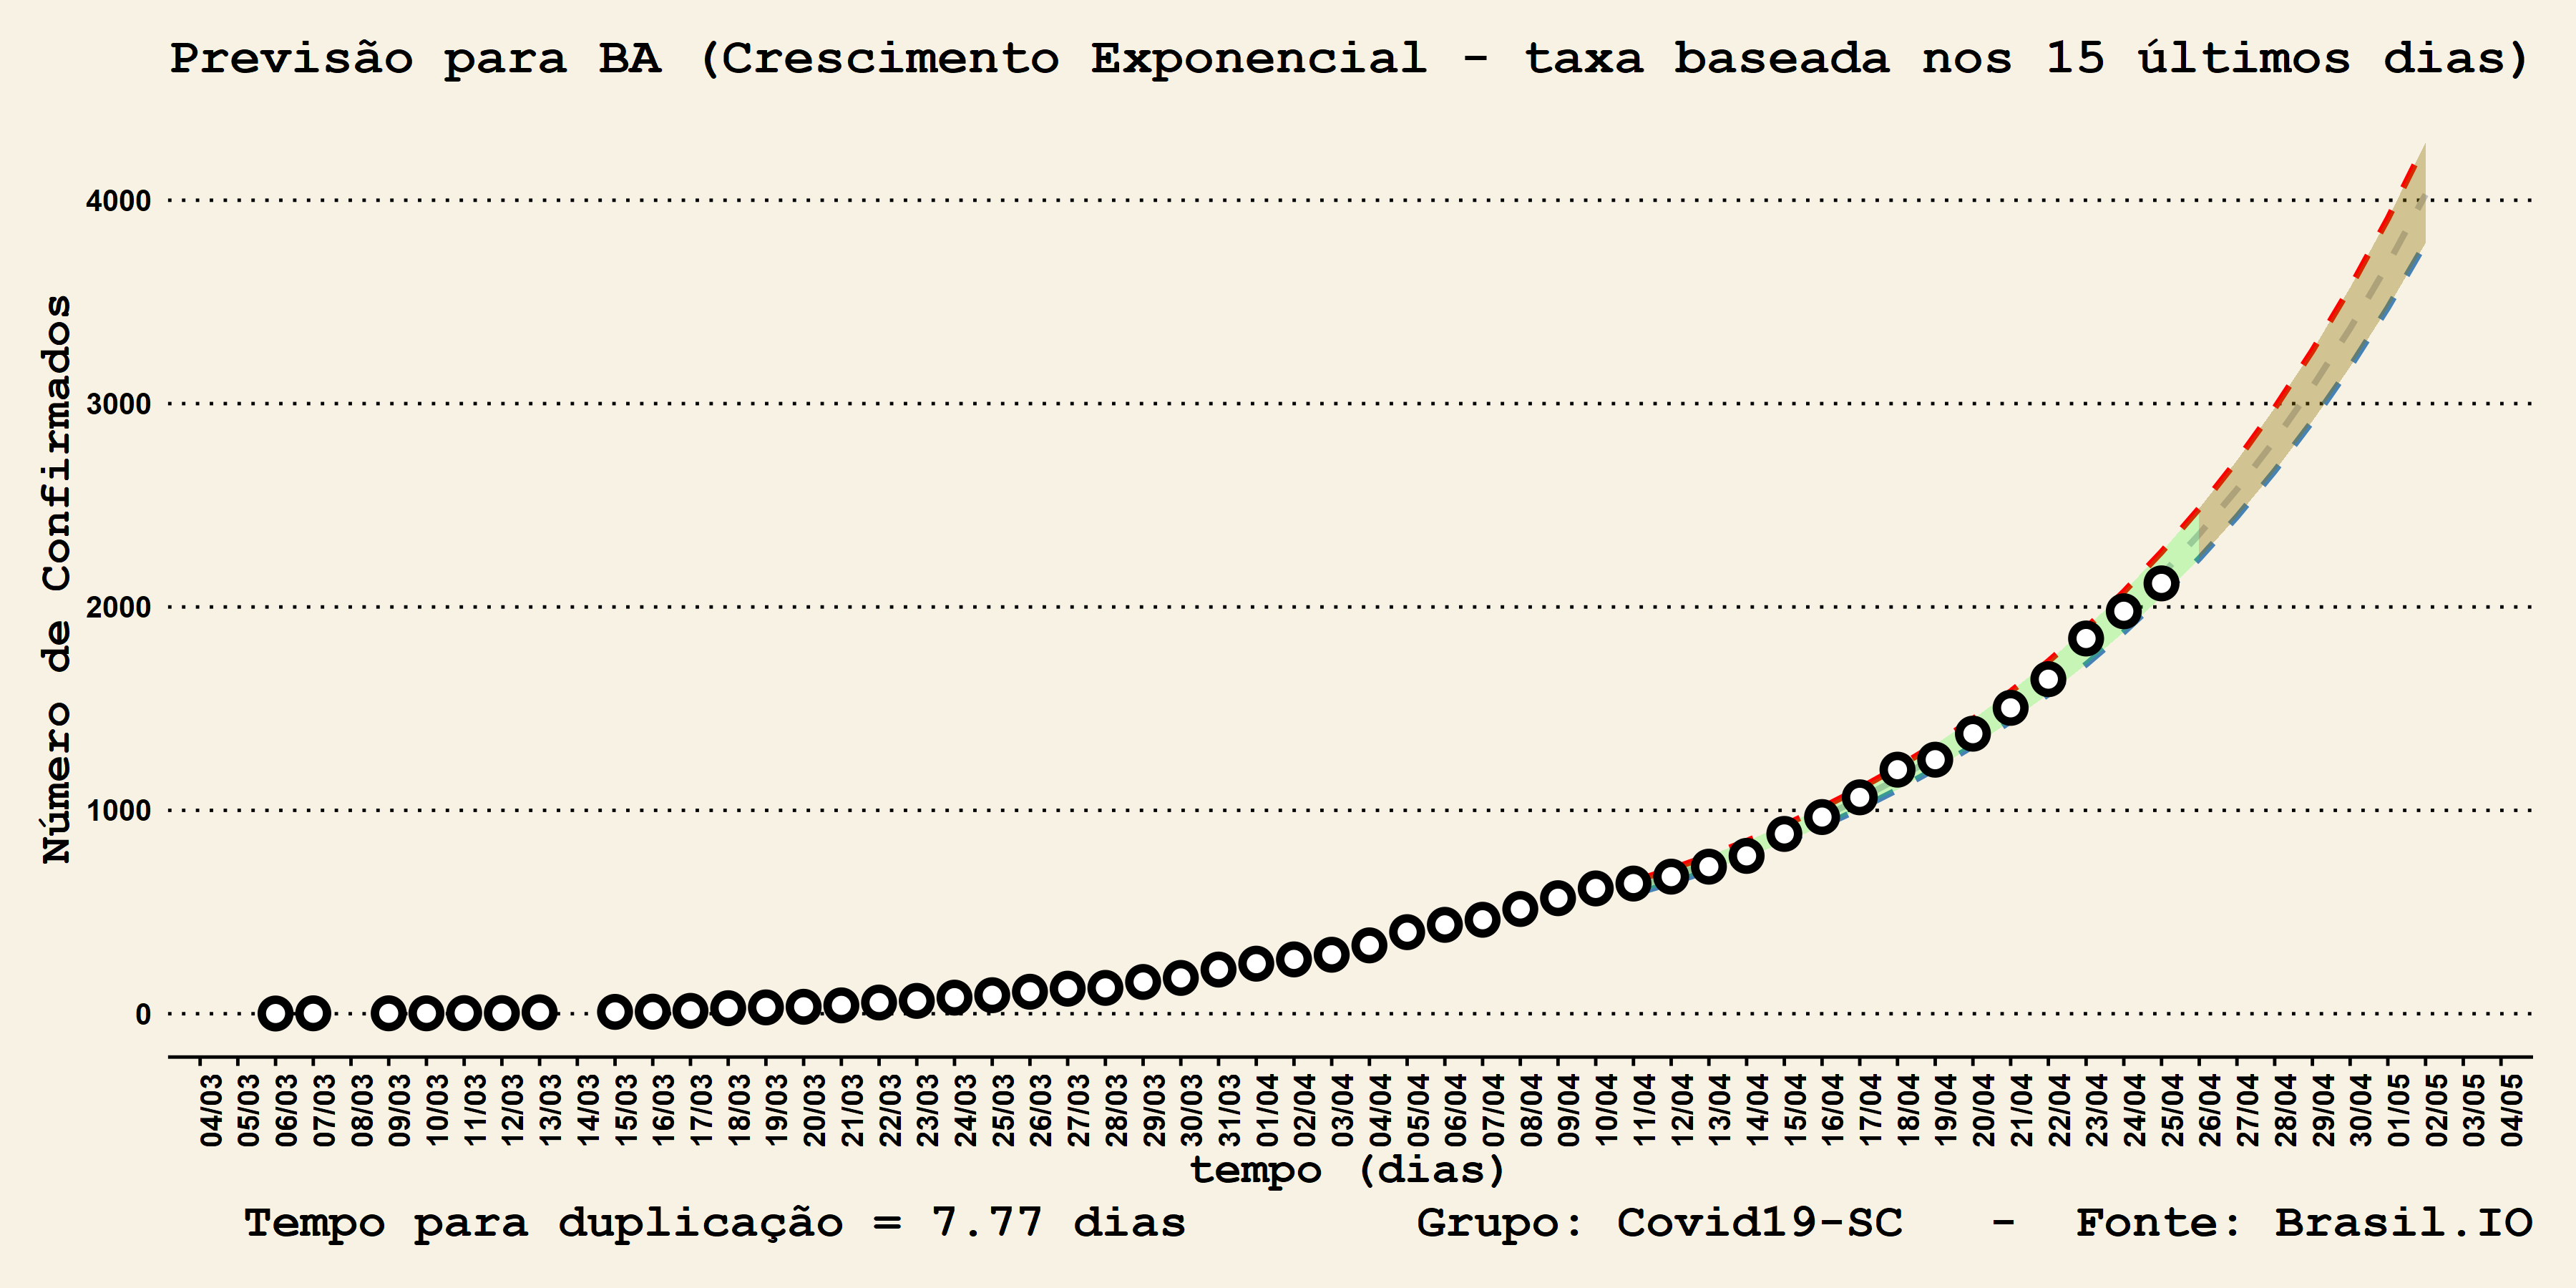 Previsão para BA (Crescimento Exponencial - taxa baseada nos 15 últimos dias)
Número de Confirmados
4000
3000
2000
1000
0
04/03 05/03 06/03 07/03 08/03 09/03 10/03 11/03 12/03 13/03 14/03 15/03 16/03 17/03 18/03 19/03 20/03 21/03 22/03 23/03 24/03 25/03 26/03 27/03 28/03 29/03 30/03 31/03 01/04 02/04 03/04 04/04 05/04 06/04 07/04 08/04 09/04 10/04 11/04 12/04 13/04 14/04 15/04 16/04 17/04 18/04 19/04 20/04 21/04 22/04 23/04 24/04 25/04 26/04 27/04 28/04 29/04 30/04 01/05 02/05 03/05 04/05
tempo (dias)
Tempo para duplicação = 7.77 dias Grupo: Covid19-SC - Fonte: Brasil.IO